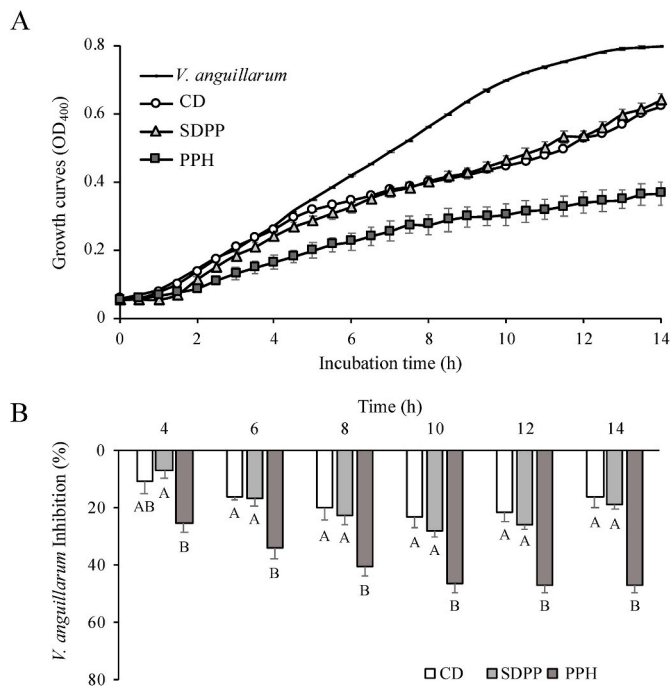 A
0.8
0.6
0.4
0.2
0
Growth curves (OD400)
V. anguillarum
CD
SDPP
PPH
0 2 4 6 8 10 12 14
Incubation time (h)
B
Time (h)
4 6 8 10 12 14
0
20
40
60
80
V. anguillarum Inhibition (%)
AB A B A A B A A B A A B A A B A A B
CD SDPP PPH